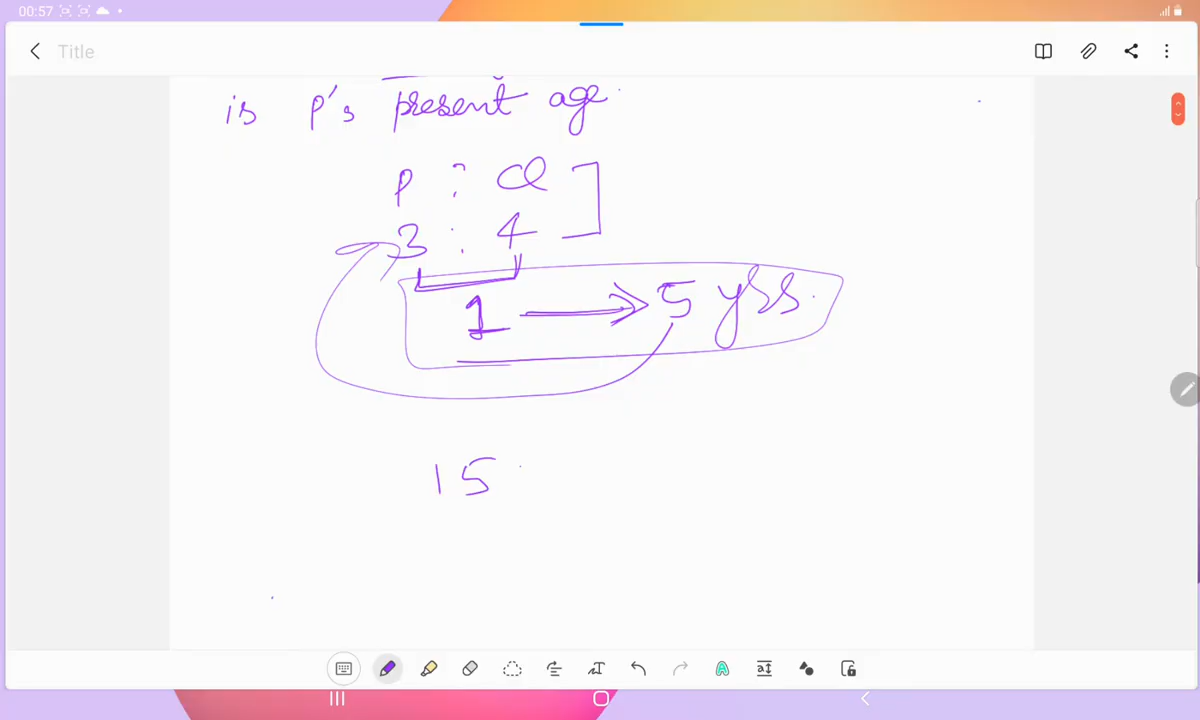 00:57
Title
is P's present age
P : Q
3 : 4
1 → 5 yrs.
15